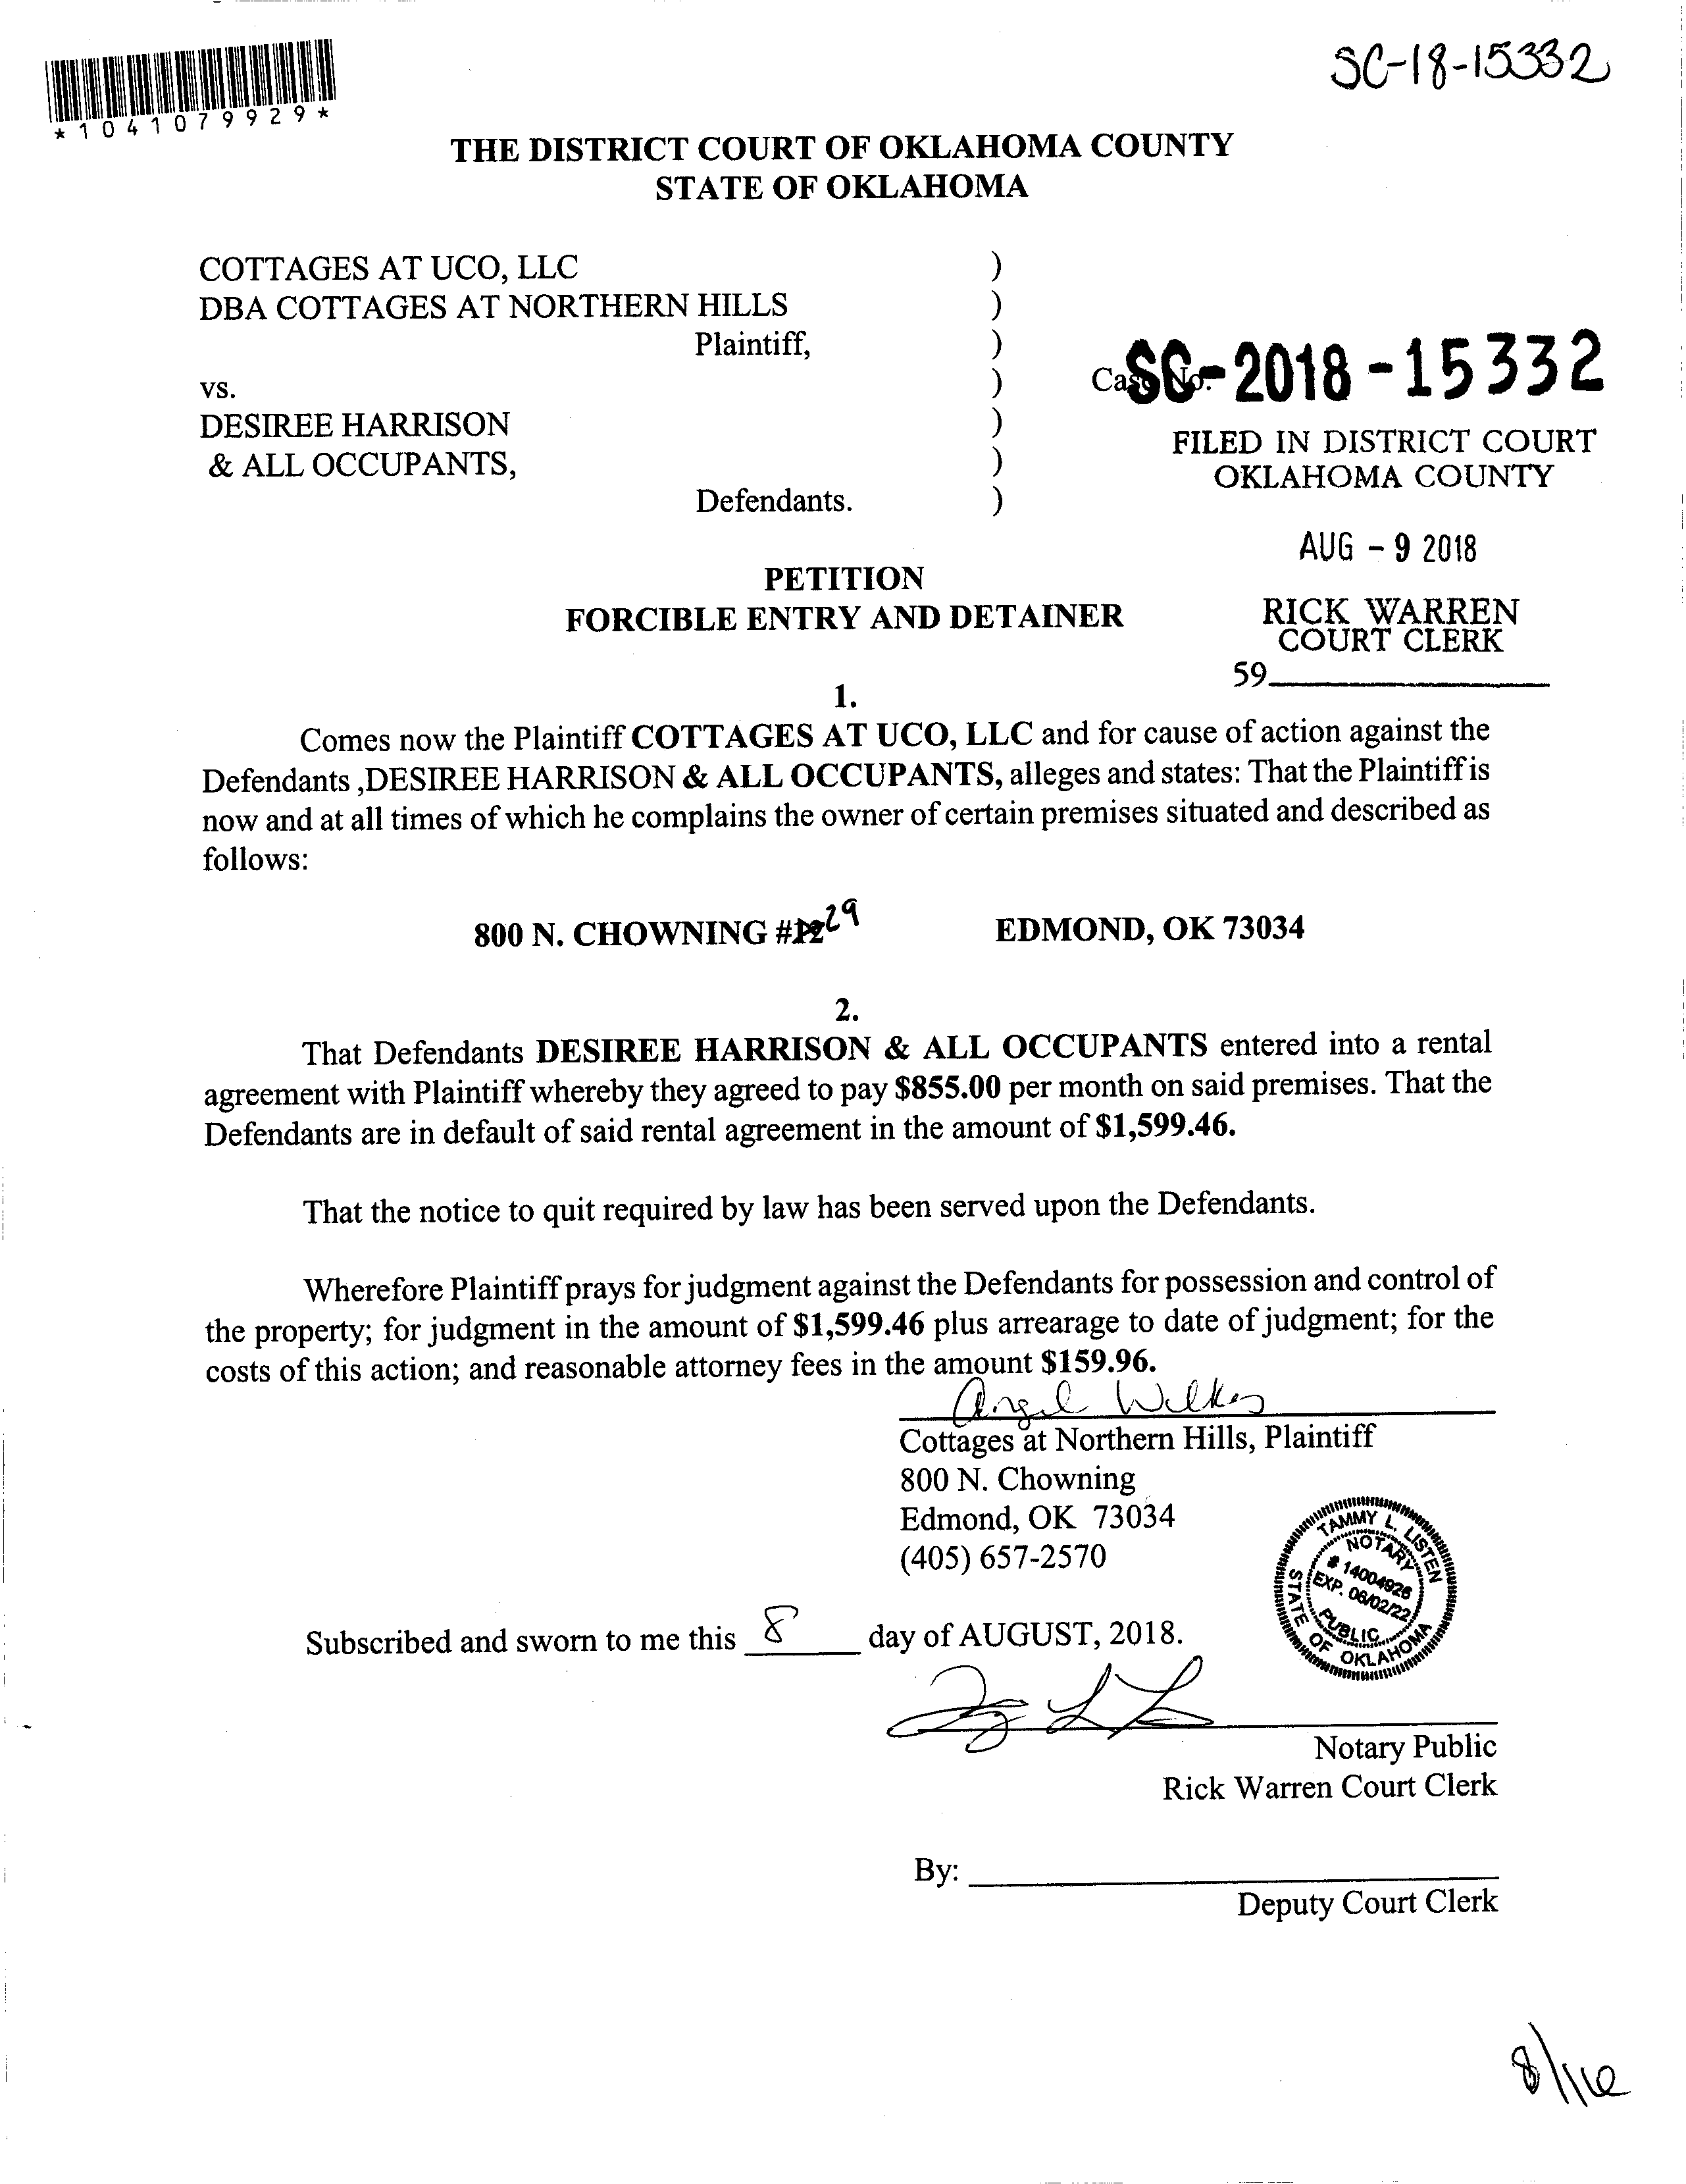 SC-18-15332
*1041079929*
THE DISTRICT COURT OF OKLAHOMA COUNTY
STATE OF OKLAHOMA
COTTAGES AT UCO, LLC )
DBA COTTAGES AT NORTHERN HILLS )
Plaintiff, )
vs. ) Case No. SC-2018-15332
DESIREE HARRISON )
& ALL OCCUPANTS, )
Defendants. )
FILED IN DISTRICT COURT
OKLAHOMA COUNTY
AUG - 9 2018
RICK WARREN
COURT CLERK
59
PETITION
FORCIBLE ENTRY AND DETAINER
1.
Comes now the Plaintiff COTTAGES AT UCO, LLC and for cause of action against the
Defendants ,DESIREE HARRISON & ALL OCCUPANTS, alleges and states: That the Plaintiff is
now and at all times of which he complains the owner of certain premises situated and described as
follows:
800 N. CHOWNING # 29 EDMOND, OK 73034
2.
That Defendants DESIREE HARRISON & ALL OCCUPANTS entered into a rental
agreement with Plaintiff whereby they agreed to pay $855.00 per month on said premises. That the
Defendants are in default of said rental agreement in the amount of $1,599.46.
That the notice to quit required by law has been served upon the Defendants.
Wherefore Plaintiff prays for judgment against the Defendants for possession and control of
the property; for judgment in the amount of $1,599.46 plus arrearage to date of judgment; for the
costs of this action; and reasonable attorney fees in the amount $159.96.
Angel Wilkes
Cottages at Northern Hills, Plaintiff
800 N. Chowning
Edmond, OK 73034
(405) 657-2570
TAMMY L. LISTEN
NOTARY
# 14004926
EXP. 06/02/22
PUBLIC
STATE OF OKLAHOMA
Subscribed and sworn to me this 8 day of AUGUST, 2018.
Notary Public
Rick Warren Court Clerk
By:
Deputy Court Clerk
8/16